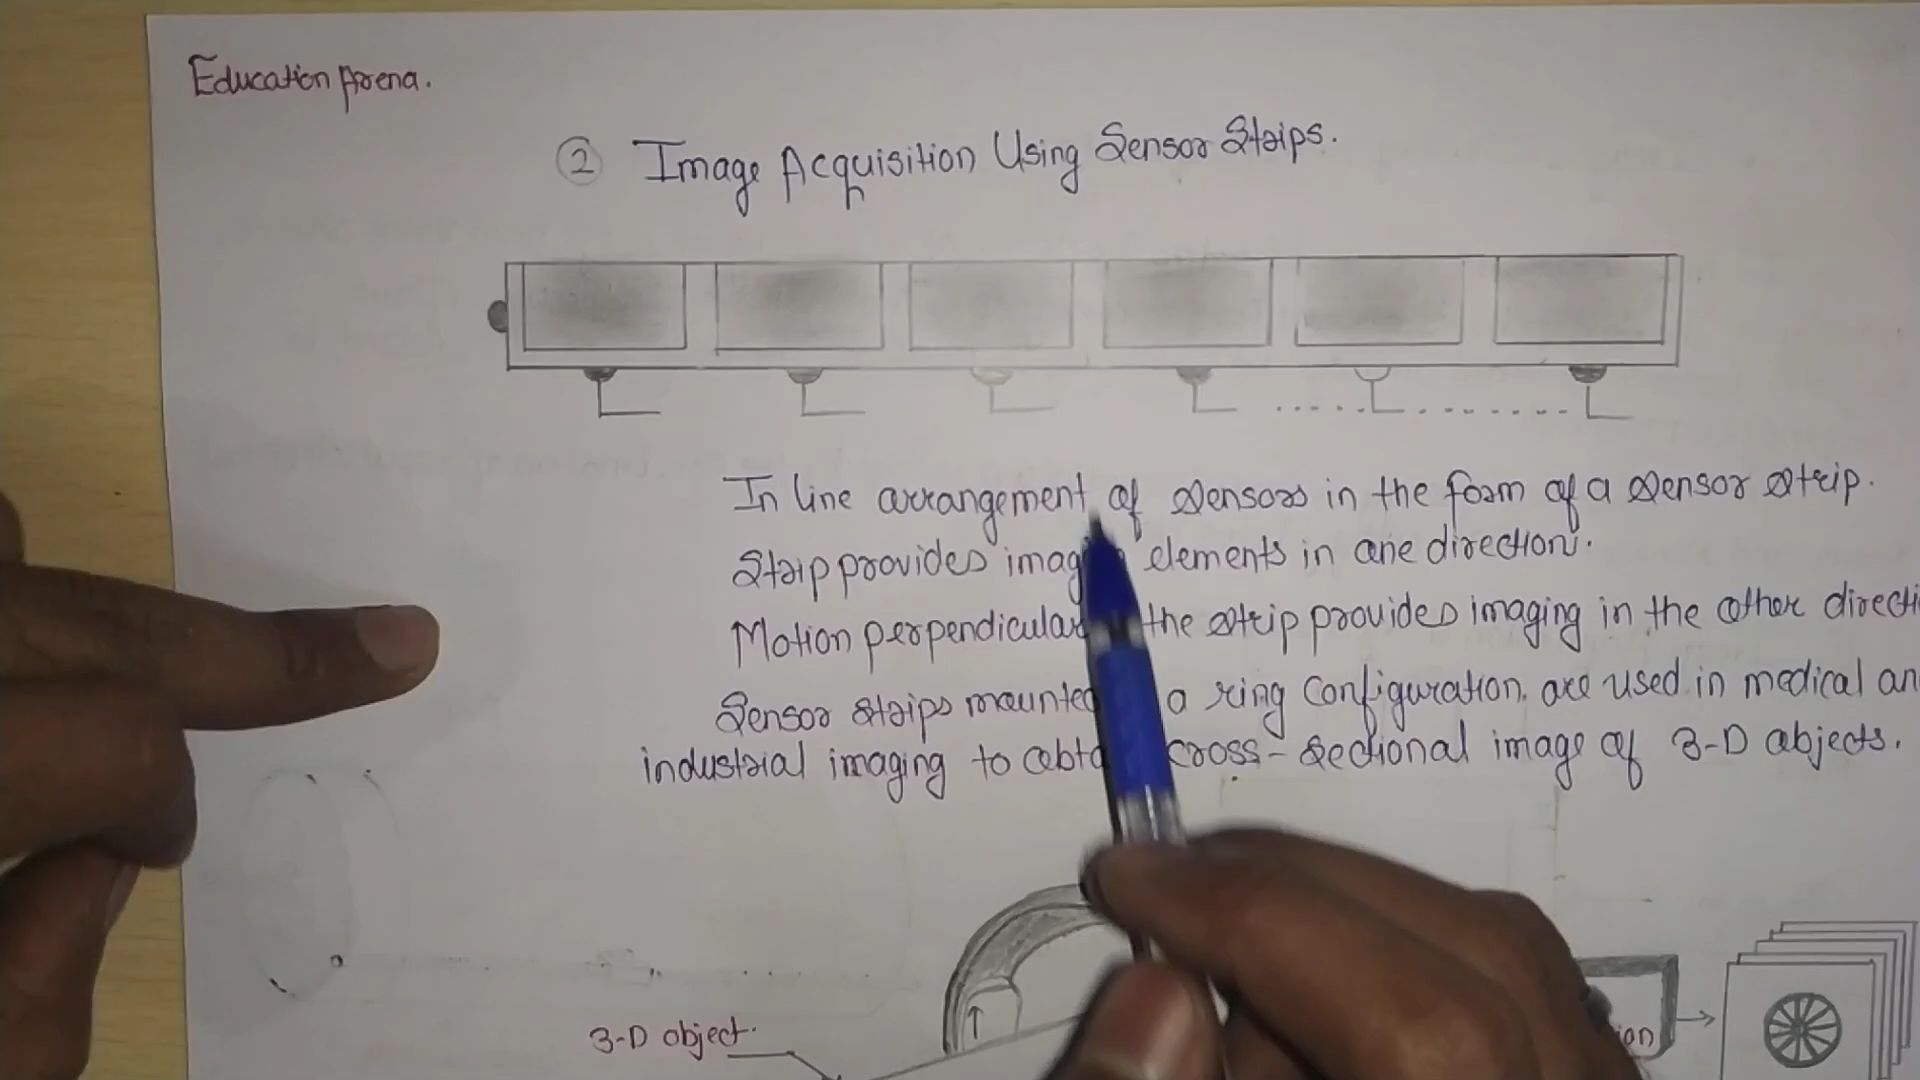 Education Arena.
② Image Acquisition Using Sensor Strips.
In line arrangement of sensors in the form of a sensor strip.
Strip provides elements in one direction.
Motion perpendicular the strip provides imaging in the other
Sensor strips mounted a ring configuration. are used in medical
industrial imaging to cross-sectional image of 3-D objects.
3-D object.